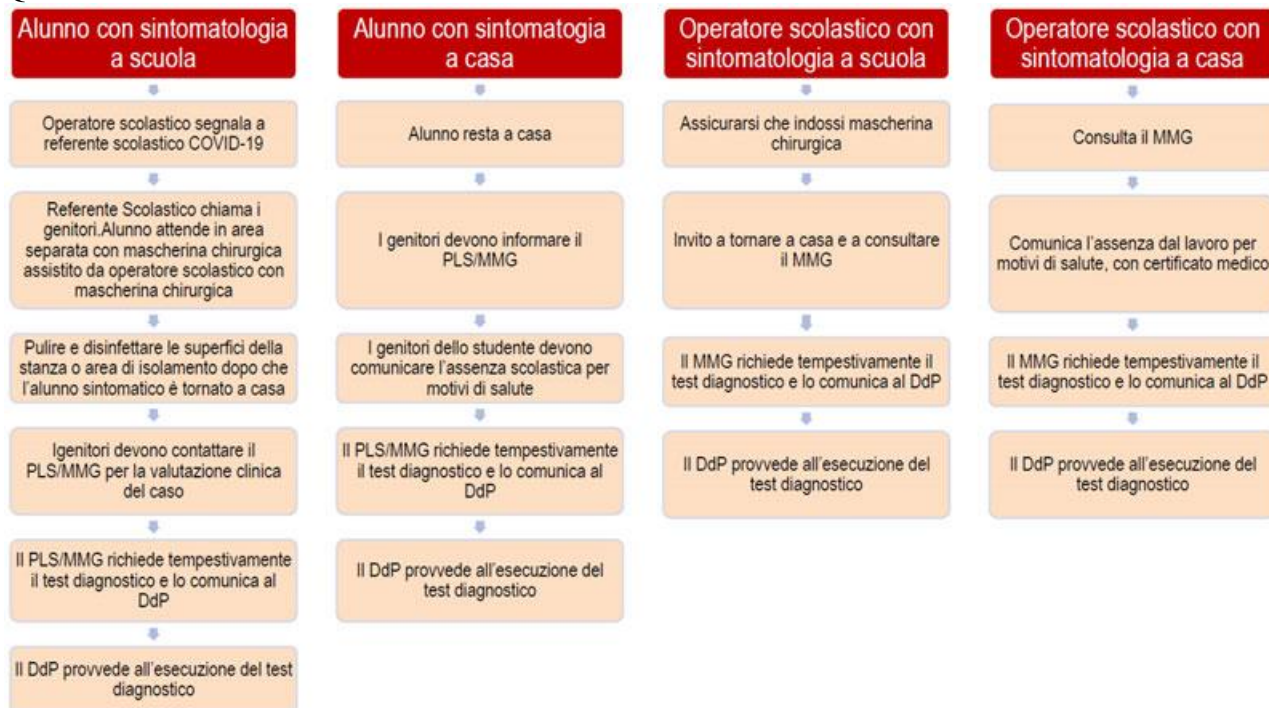 Alunno con sintomatologia
a scuola
Operatore scolastico segnala a
referente scolastico COVID-19
Referente Scolastico chiama i
genitori.Alunno attende in area
separata con mascherina chirurgica
assistito da operatore scolastico con
mascherina chirurgica
Pulire e disinfettare le superfici della
stanza o area di isolamento dopo che
l'alunno sintomatico è tornato a casa
Igenitori devono contattare il
PLS/MMG per la valutazione clinica
del caso
Il PLS/MMG richiede tempestivamente
il test diagnostico e lo comunica al
DdP
Il DdP provvede all'esecuzione del test
diagnostico
Alunno con sintomatogia
a casa
Alunno resta a casa
I genitori devono informare il
PLS/MMG
I genitori dello studente devono
comunicare l'assenza scolastica per
motivi di salute
Il PLS/MMG richiede tempestivamente
il test diagnostico e lo comunica al
DdP
Il DdP provvede all'esecuzione del
test diagnostico
Operatore scolastico con
sintomatologia a scuola
Assicurarsi che indossi mascherina
chirurgica
Invito a tornare a casa e a consultare
il MMG
Il MMG richiede tempestivamente il
test diagnostico e lo comunica al DdP
Il DdP provvede all'esecuzione del
test diagnostico
Operatore scolastico con
sintomatologia a casa
Consulta il MMG
Comunica l'assenza dal lavoro per
motivi di salute, con certificato medico
Il MMG richiede tempestivamente il
test diagnostico e lo comunica al DdP
Il DdP provvede all'esecuzione del
test diagnostico